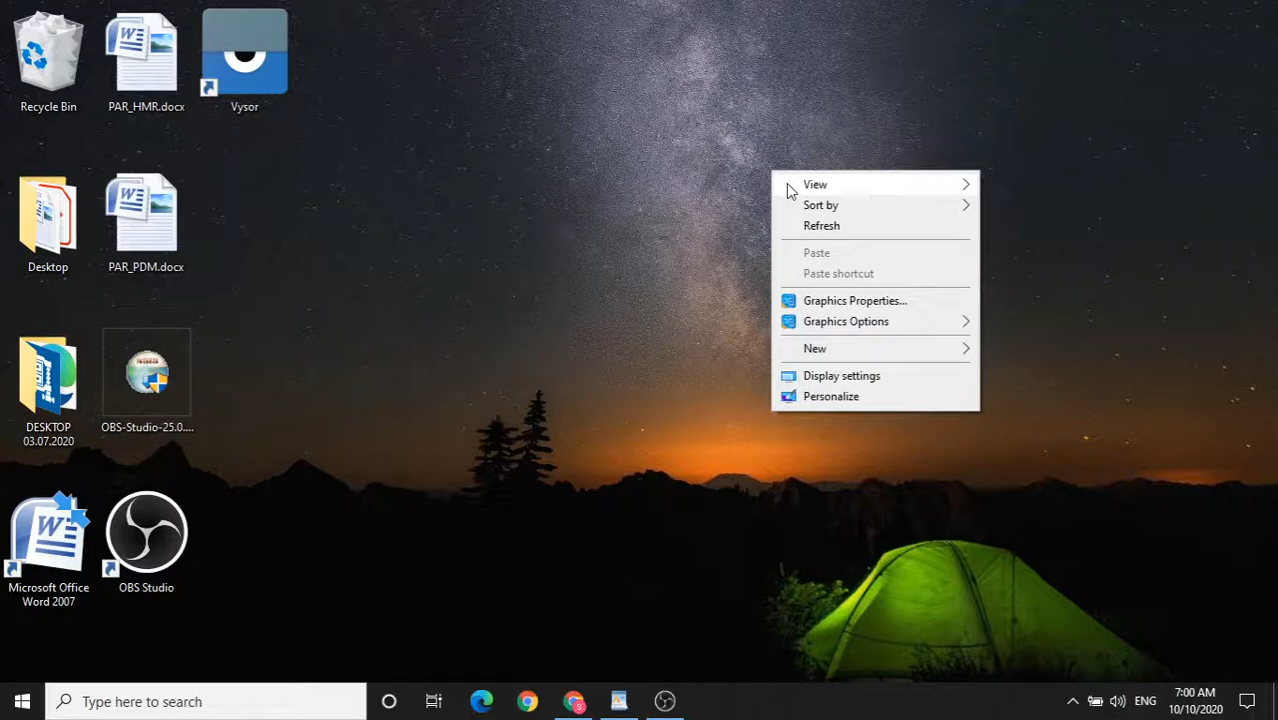 Recycle Bin
PAR_HMR.docx
Vysor
Desktop
PAR_PDM.docx
DESKTOP
03.07.2020
OBS-Studio-25.0....
Microsoft Office
Word 2007
OBS Studio
View
Sort by
Refresh
Paste
Paste shortcut
Graphics Properties...
Graphics Options
New
Display settings
Personalize
Type here to search
S
ENG
7:00 AM
10/10/2020